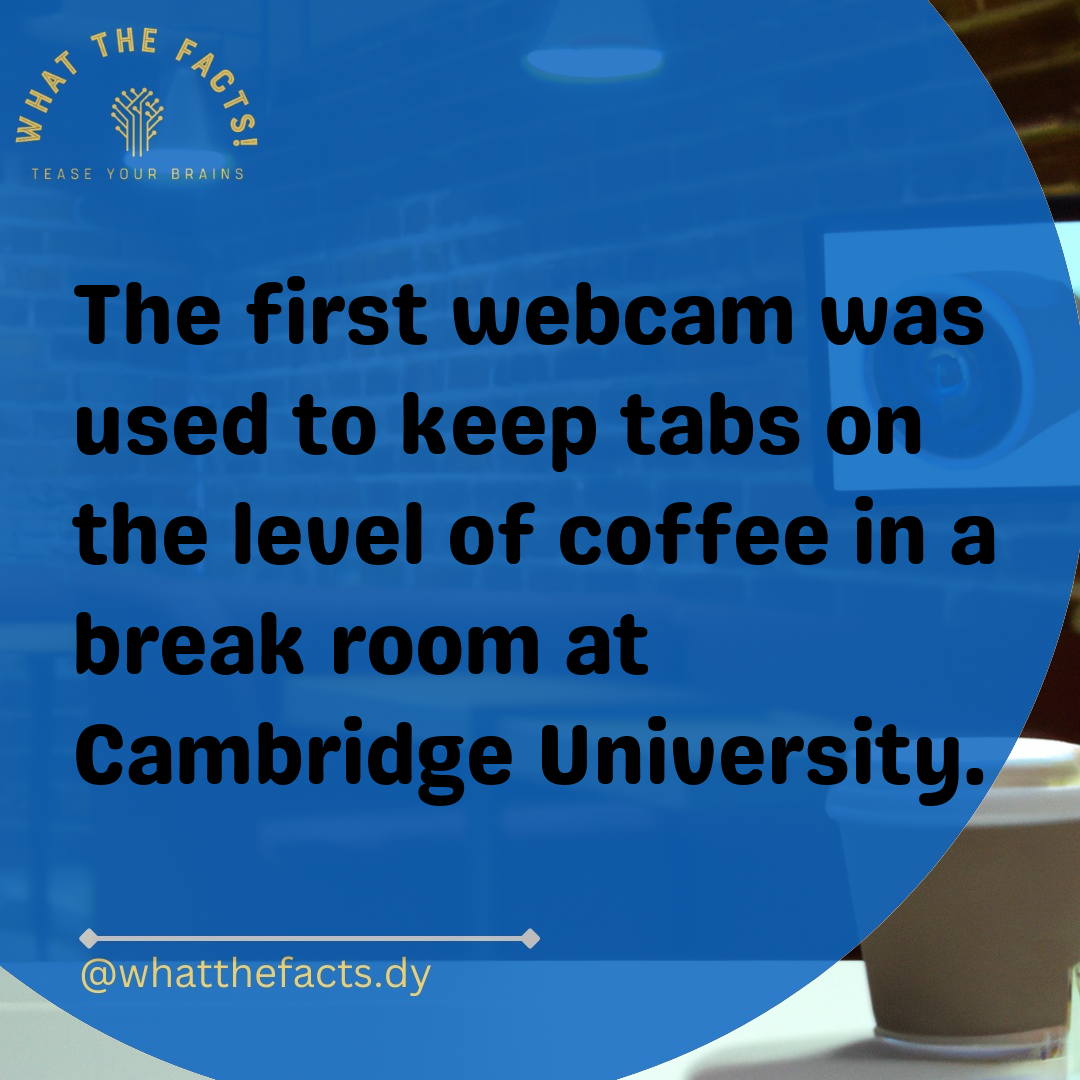 WHAT THE FACTS!
TEASE YOUR BRAINS
The first webcam was
used to keep tabs on
the level of coffee in a
break room at
Cambridge University.
@whatthefacts.dy